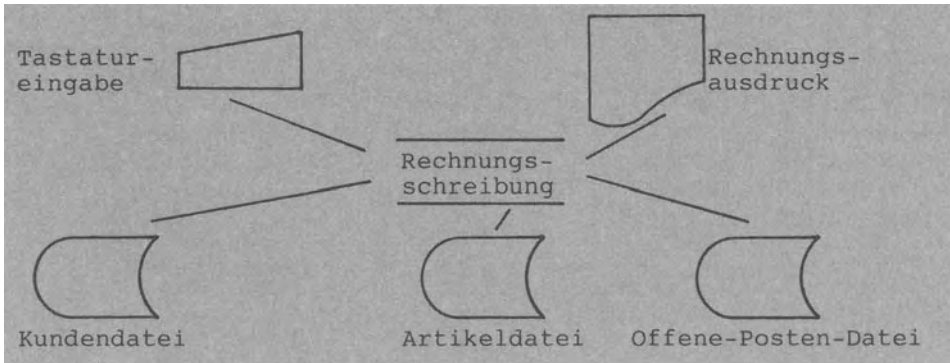 Tastatur-
eingabe
Rechnungs-
ausdruck
Rechnungs-
schreibung
Kundendatei
Artikeldatei
Offene-Posten-Datei